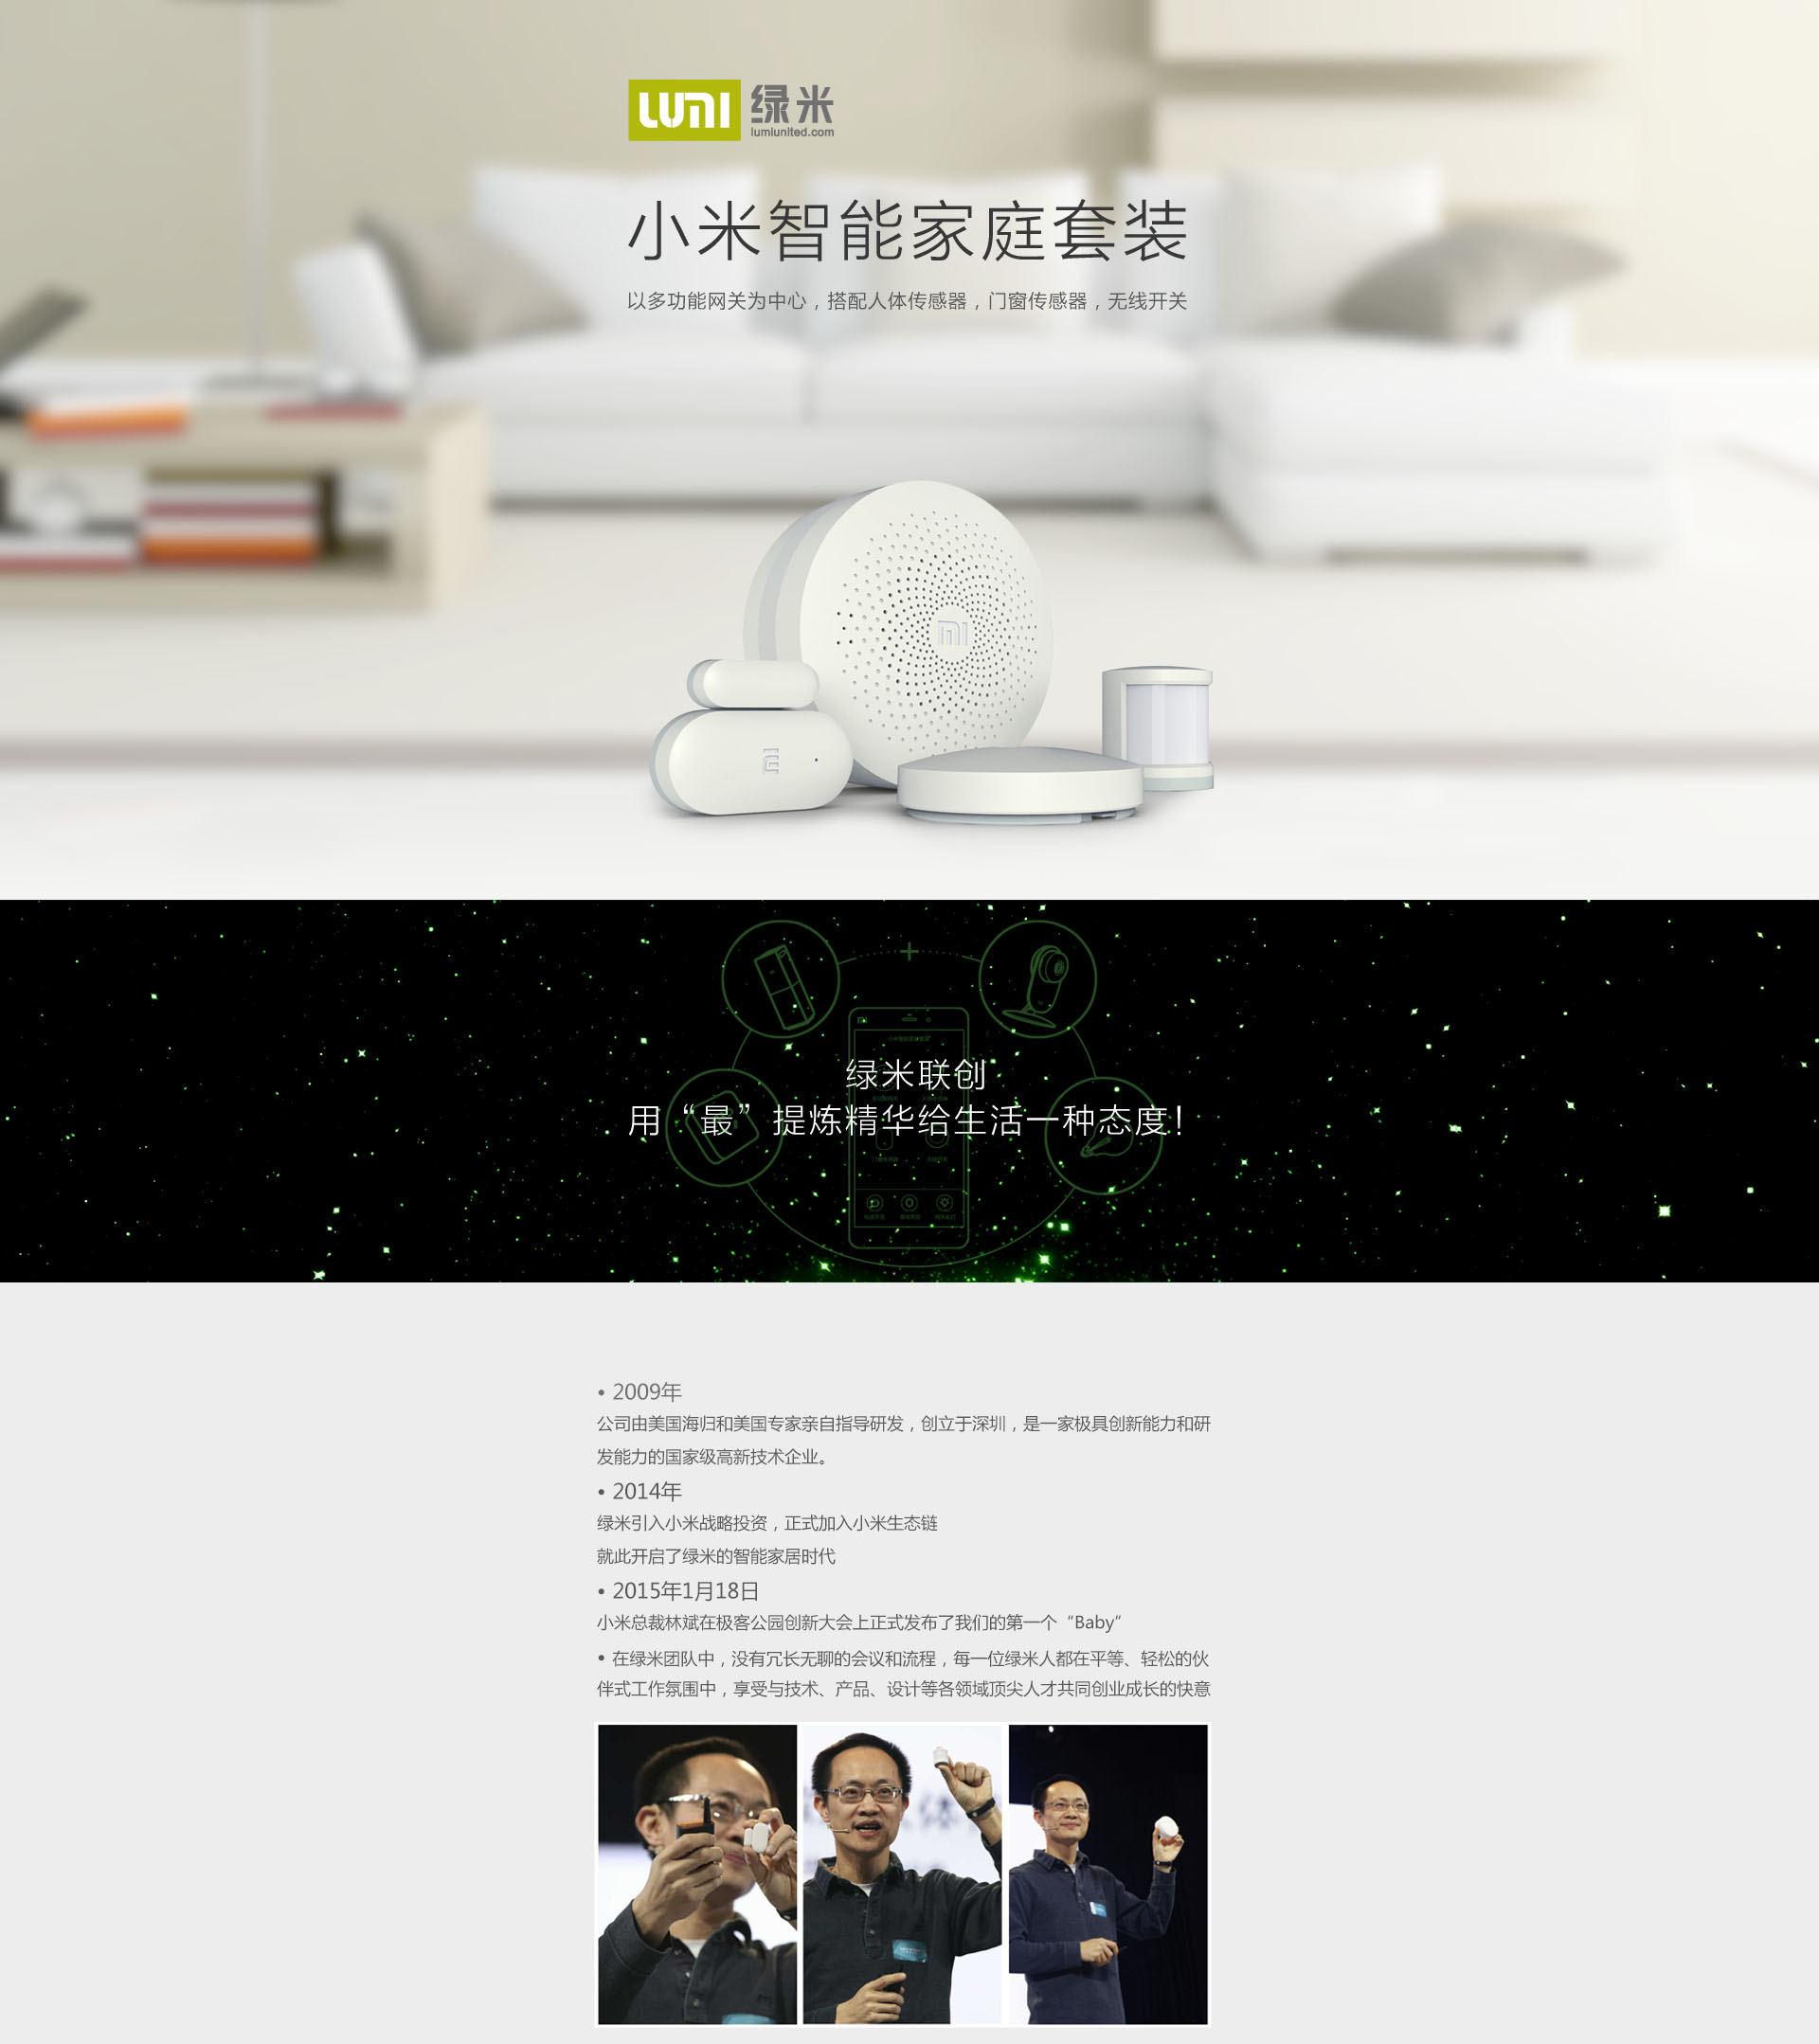 LUMI 绿米
lumiunited.com
小米智能家庭套装
以多功能网关为中心，搭配人体传感器，门窗传感器，无线开关
MI
绿米联创
用“最”提炼精华给生活一种态度！
• 2009年
公司由美国海归和美国专家亲自指导研发，创立于深圳，是一家极具创新能力和研
发能力的国家级高新技术企业。
• 2014年
绿米引入小米战略投资，正式加入小米生态链
就此开启了绿米的智能家居时代
• 2015年1月18日
小米总裁林斌在极客公园创新大会上正式发布了我们的第一个“Baby”
• 在绿米团队中，没有冗长无聊的会议和流程，每一位绿米人都在平等、轻松的伙
伴式工作氛围中，享受与技术、产品、设计等各领域顶尖人才共同创业成长的快意